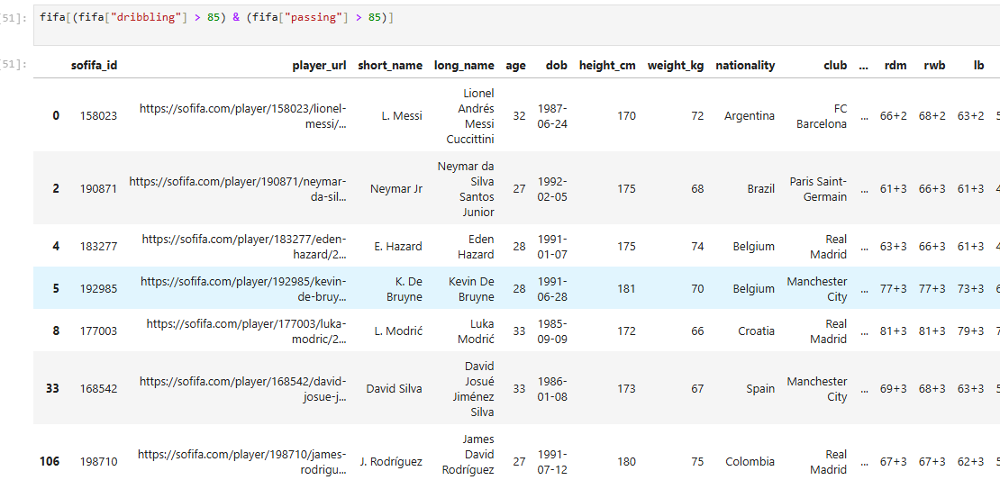 51]: fifa[(fifa["dribbling"] > 85) & (fifa["passing"] > 85)]
51]:
sofifa_id player_url short_name long_name age dob height_cm weight_kg nationality club ... rdm rwb lb
0 158023 https://sofifa.com/player/158023/lionel-messi/... L. Messi Lionel Andrés Messi Cuccittini 32 1987-06-24 170 72 Argentina FC Barcelona ... 66+2 68+2 63+2 5
2 190871 https://sofifa.com/player/190871/neymar-da-sil... Neymar Jr Neymar da Silva Santos Junior 27 1992-02-05 175 68 Brazil Paris Saint-Germain ... 61+3 66+3 61+3 4
4 183277 https://sofifa.com/player/183277/eden-hazard/2... E. Hazard Eden Hazard 28 1991-01-07 175 74 Belgium Real Madrid ... 63+3 66+3 61+3 4
5 192985 https://sofifa.com/player/192985/kevin-de-bruy... K. De Bruyne Kevin De Bruyne 28 1991-06-28 181 70 Belgium Manchester City ... 77+3 77+3 73+3 6
8 177003 https://sofifa.com/player/177003/luka-modric/2... L. Modrić Luka Modrić 33 1985-09-09 172 66 Croatia Real Madrid ... 81+3 81+3 79+3 7
33 168542 https://sofifa.com/player/168542/david-josue-j... David Silva David Josué Jiménez Silva 33 1986-01-08 173 67 Spain Manchester City ... 69+3 68+3 63+3 5
106 198710 https://sofifa.com/player/198710/james-rodrigu... J. Rodríguez James David Rodríguez 27 1991-07-12 180 75 Colombia Real Madrid ... 67+3 67+3 62+3 5